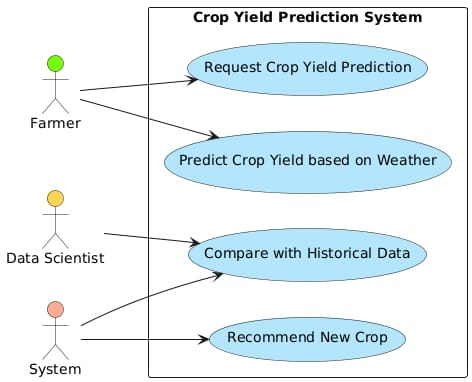 Crop Yield Prediction System
Request Crop Yield Prediction
Farmer
Predict Crop Yield based on Weather
Data Scientist
Compare with Historical Data
Recommend New Crop
System